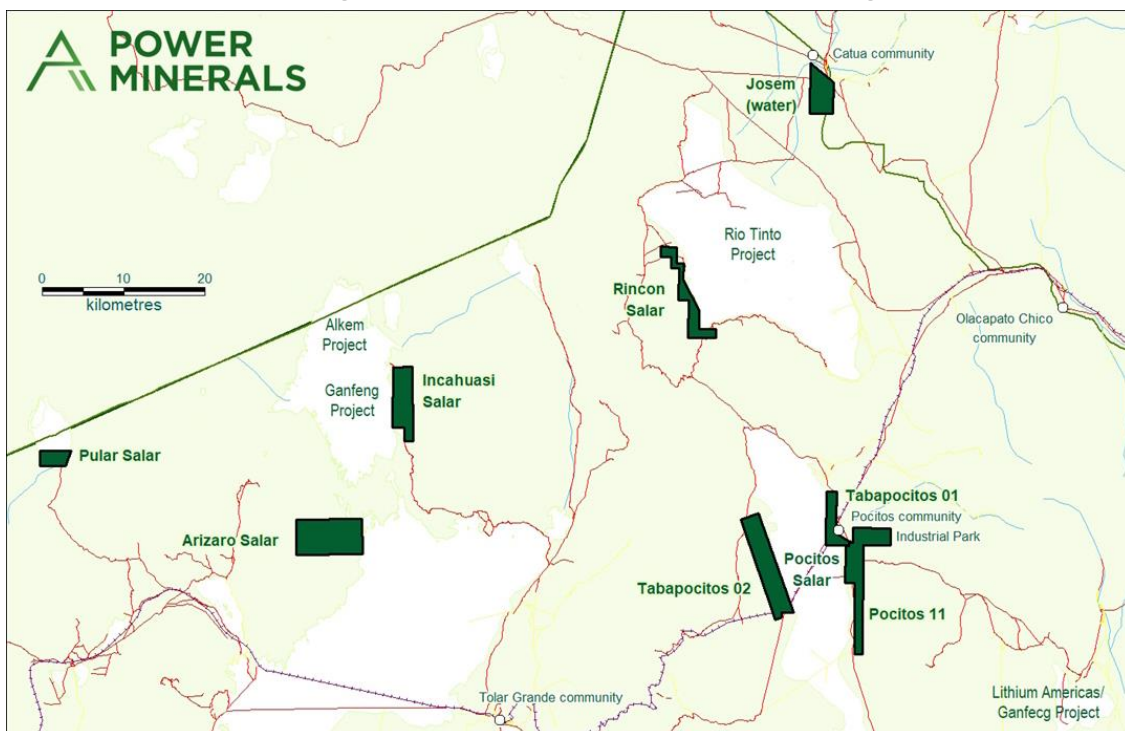 POWER
MINERALS
Catua community
Josem
(water)
Rio Tinto
Project
Rincon
Salar
0 10 20
kilometres
Olacapato Chico
community
Alkem
Project
Ganfeng
Project
Incahuasi
Salar
Pular Salar
Arizaro Salar
Tabapocitos 01
Pocitos community
Industrial Park
Pocitos
Salar
Tabapocitos 02
Pocitos 11
Tolar Grande community
Lithium Americas/
Ganfecg Project